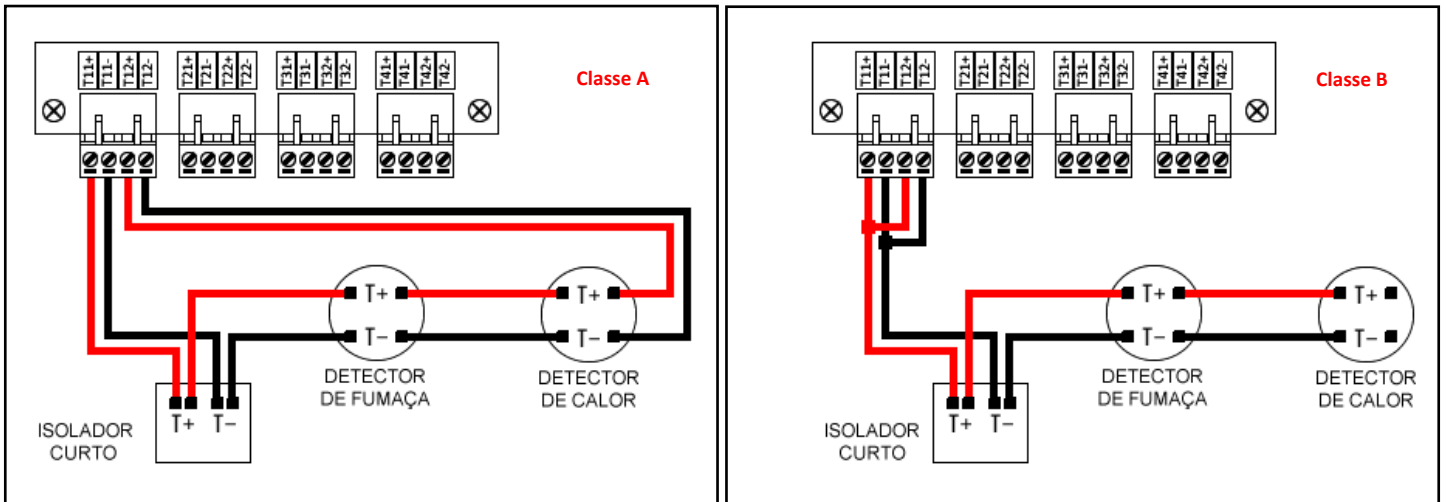 T11+ T11- T12+ T12- T21+ T21- T22+ T22- T31+ T31- T32+ T32- T41+ T41- T42+ T42-
Classe A
T+ T+
T- T-
DETECTOR
DE FUMAÇA
DETECTOR
DE CALOR
T+ T-
ISOLADOR
CURTO
T11+ T11- T12+ T12- T21+ T21- T22+ T22- T31+ T31- T32+ T32- T41- T41- T42+ T42-
Classe B
T+ T+
T- T-
DETECTOR
DE FUMAÇA
DETECTOR
DE CALOR
T+ T-
ISOLADOR
CURTO